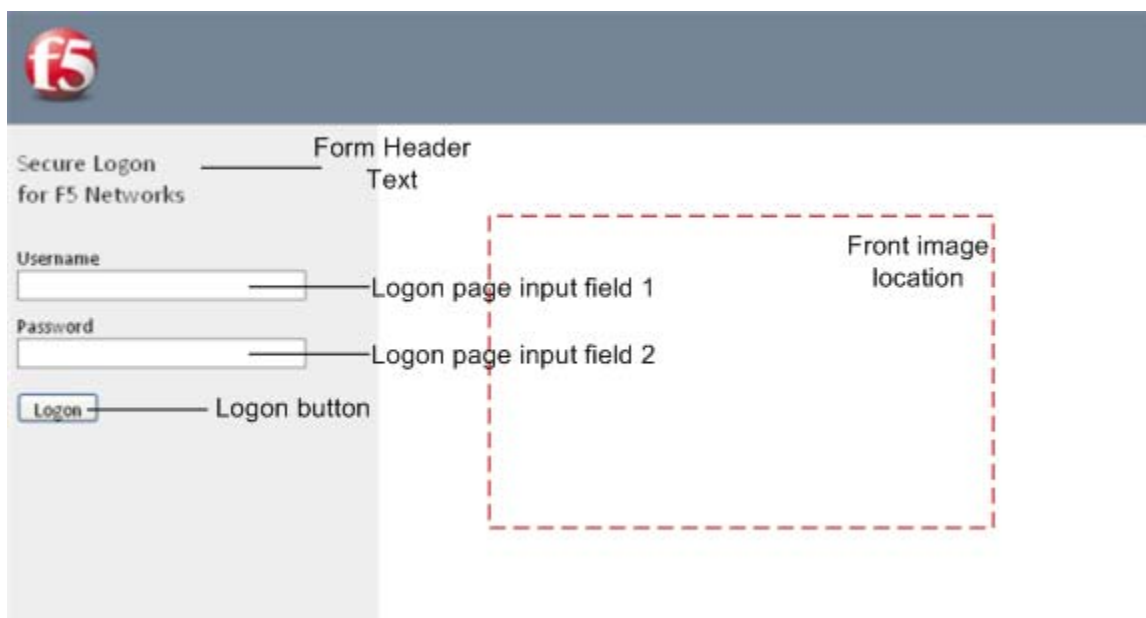 f5
Secure Logon
for F5 Networks
Form Header
Text
Front image
location
Username
Logon page input field 1
Password
Logon page input field 2
Logon
Logon button